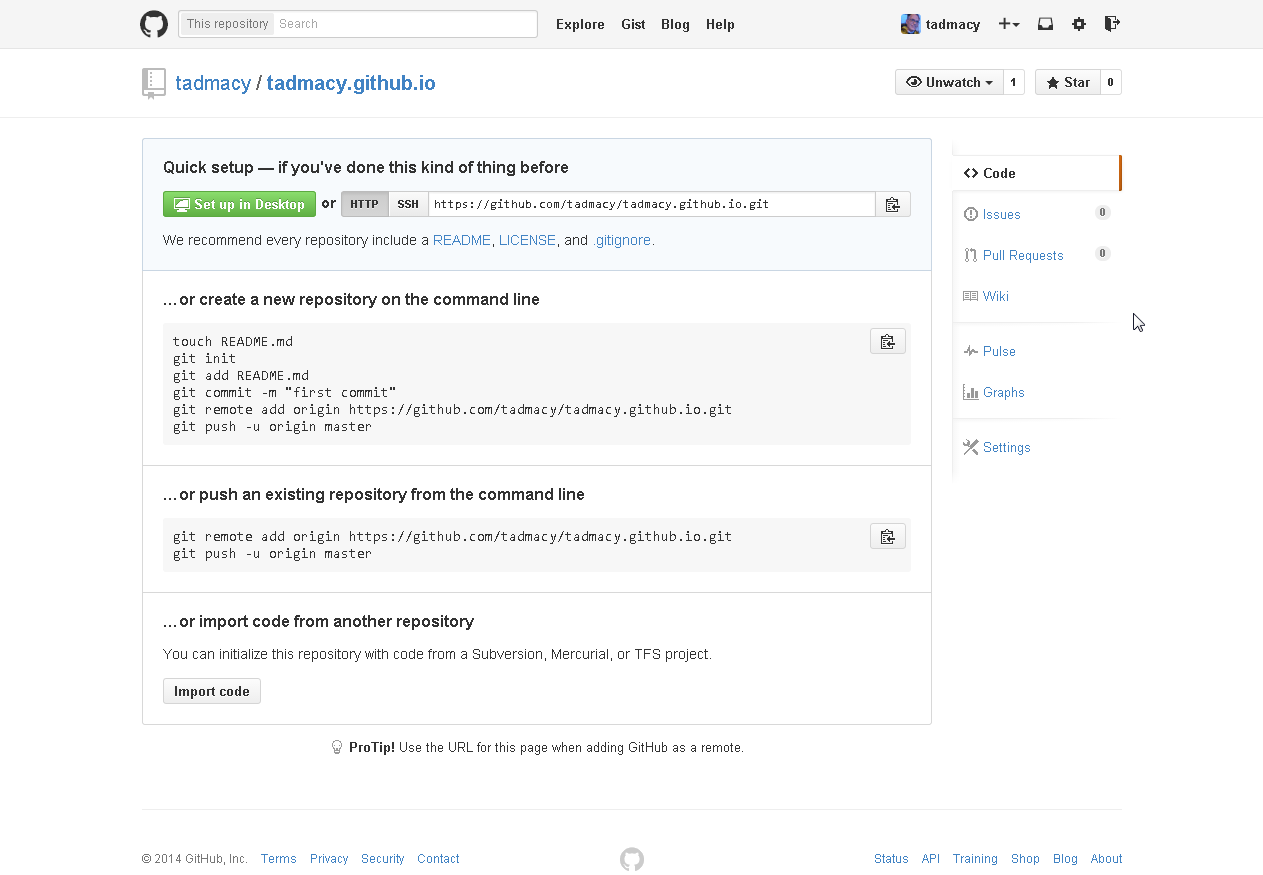 This repository Search Explore Gist Blog Help tadmacy
tadmacy / tadmacy.github.io Unwatch 1 Star 0
Quick setup — if you've done this kind of thing before
Set up in Desktop or HTTP SSH https://github.com/tadmacy/tadmacy.github.io.git
We recommend every repository include a README, LICENSE, and .gitignore.
…or create a new repository on the command line
touch README.md
git init
git add README.md
git commit -m "first commit"
git remote add origin https://github.com/tadmacy/tadmacy.github.io.git
git push -u origin master
…or push an existing repository from the command line
git remote add origin https://github.com/tadmacy/tadmacy.github.io.git
git push -u origin master
…or import code from another repository
You can initialize this repository with code from a Subversion, Mercurial, or TFS project.
Import code
Code
Issues 0
Pull Requests 0
Wiki
Pulse
Graphs
Settings
ProTip! Use the URL for this page when adding GitHub as a remote.
© 2014 GitHub, Inc. Terms Privacy Security Contact Status API Training Shop Blog About